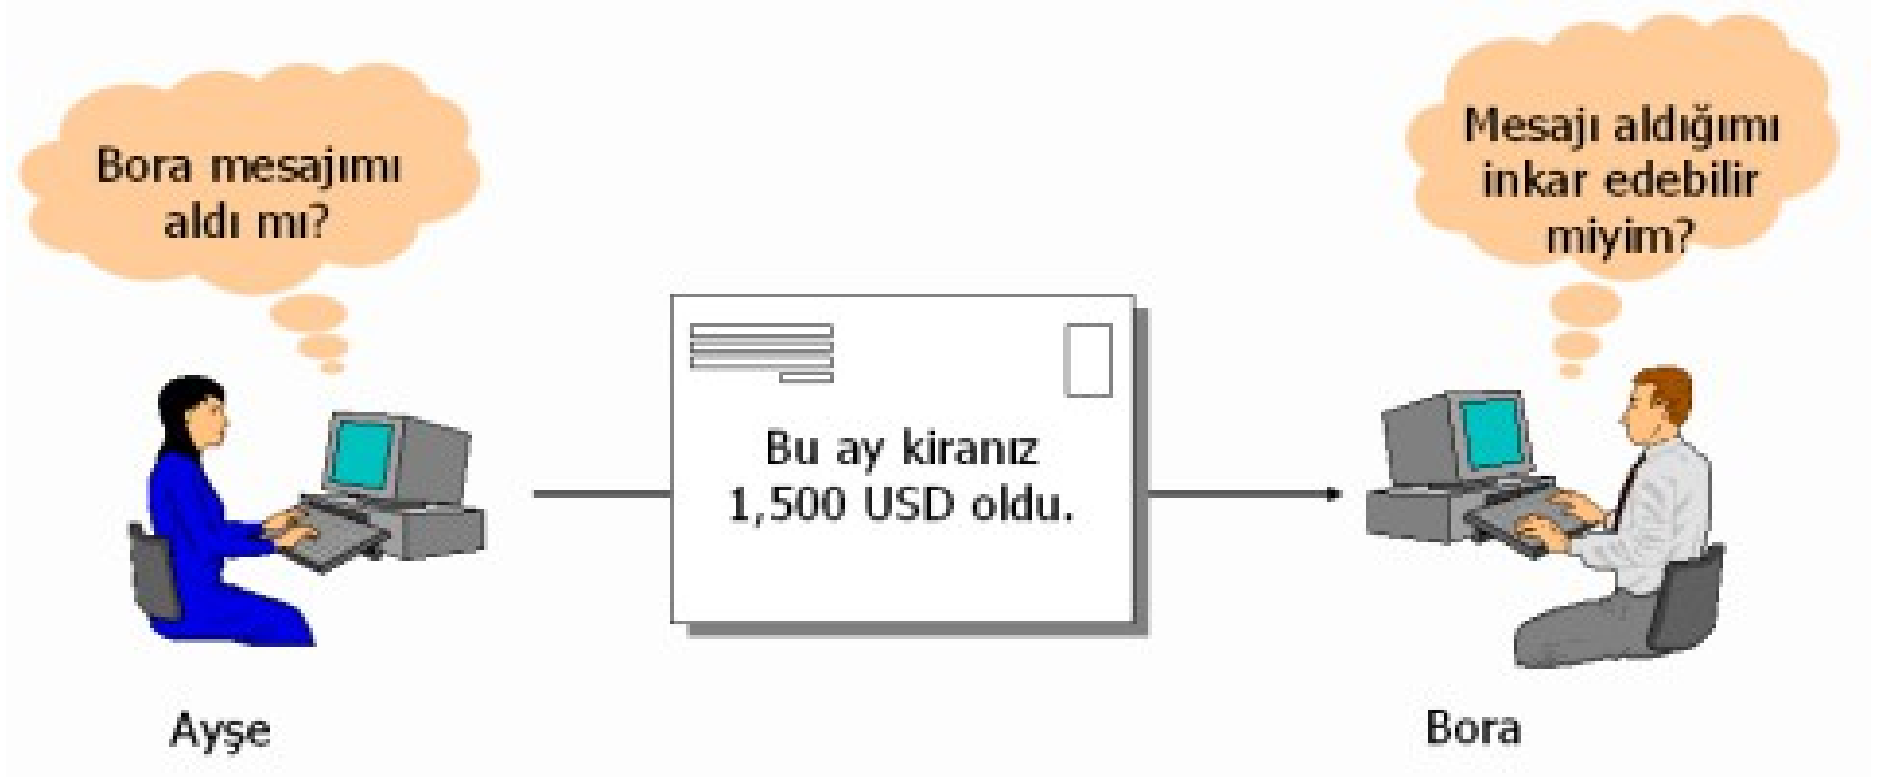 Bora mesajımı
aldı mı?
Mesajı aldığımı
inkar edebilir
miyim?
Bu ay kiranız
1,500 USD oldu.
Ayşe
Bora